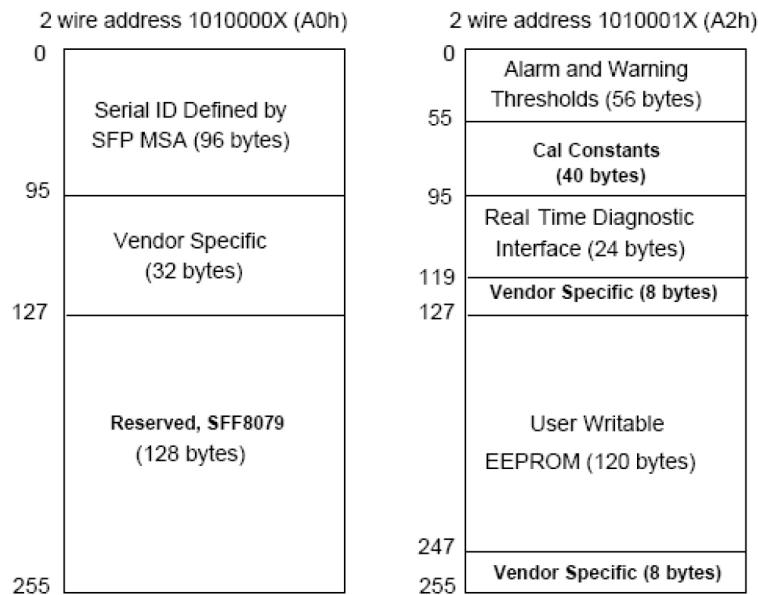 2 wire address 1010000X (A0h)
0
Serial ID Defined by
SFP MSA (96 bytes)
95
Vendor Specific
(32 bytes)
127
Reserved, SFF8079
(128 bytes)
255
2 wire address 1010001X (A2h)
0
Alarm and Warning
Thresholds (56 bytes)
55
Cal Constants
(40 bytes)
95
Real Time Diagnostic
Interface (24 bytes)
119
Vendor Specific (8 bytes)
127
User Writable
EEPROM (120 bytes)
247
Vendor Specific (8 bytes)
255